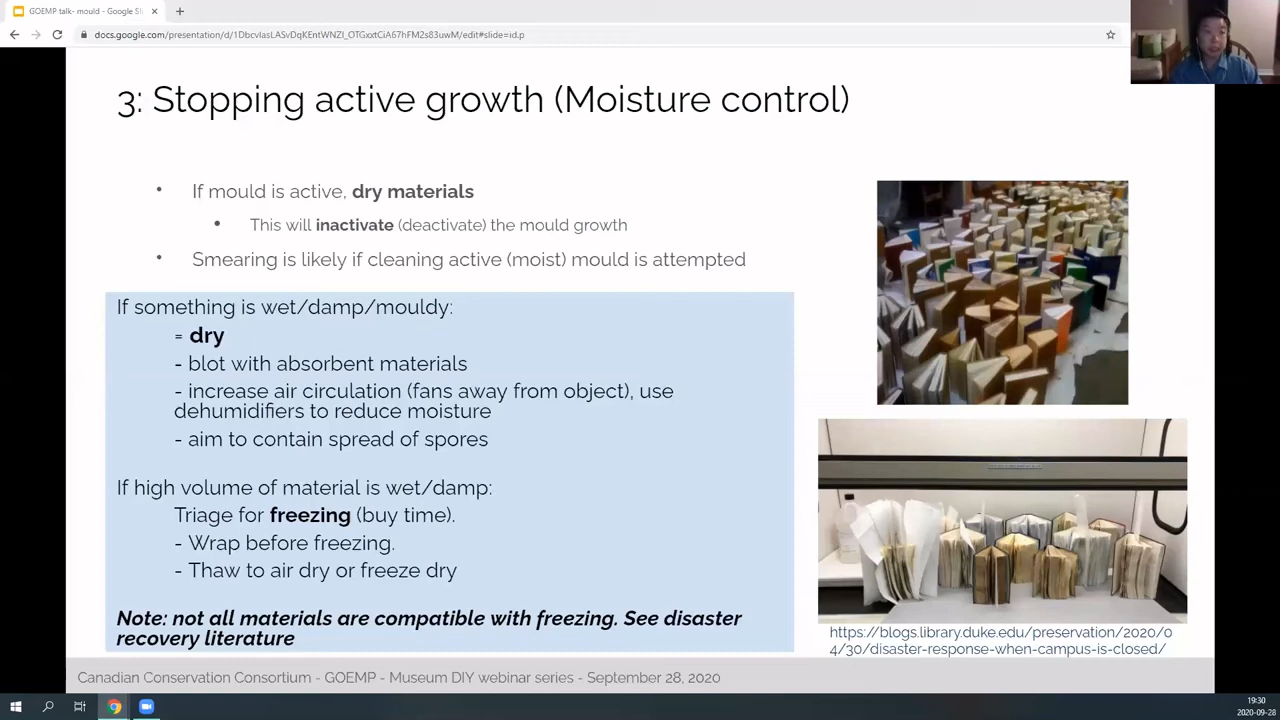 GOEMP talk- mould - Google Sli
docs.google.com/presentation/d/1DbcvIasLASvDqKEntWNZI_OTGxxtCiA67hFM2s83uwM/edit#slide=id.p
3: Stopping active growth (Moisture control)
• If mould is active, dry materials
• This will inactivate (deactivate) the mould growth
• Smearing is likely if cleaning active (moist) mould is attempted
If something is wet/damp/mouldy:
= dry
- blot with absorbent materials
- increase air circulation (fans away from object), use
dehumidifiers to reduce moisture
- aim to contain spread of spores
If high volume of material is wet/damp:
Triage for freezing (buy time).
- Wrap before freezing.
- Thaw to air dry or freeze dry
Note: not all materials are compatible with freezing. See disaster
recovery literature
https://blogs.library.duke.edu/preservation/2020/0
4/30/disaster-response-when-campus-is-closed/
Canadian Conservation Consortium - GOEMP - Museum DIY webinar series - September 28, 2020
19:30
2020-09-28